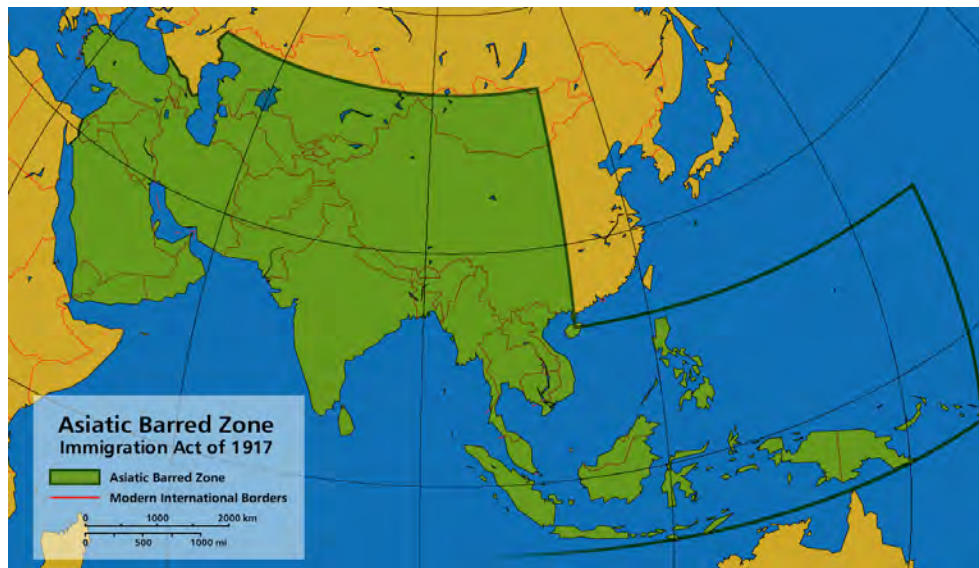 Asiatic Barred Zone
Immigration Act of 1917
Asiatic Barred Zone
Modern International Borders
0 1000 2000 km
0 500 1000 mi